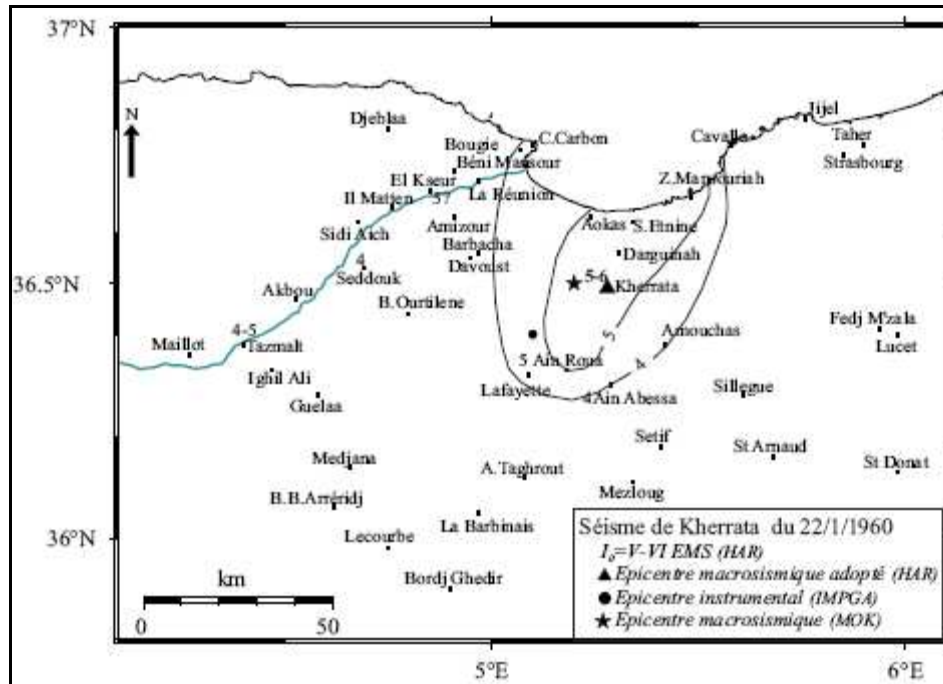 37°N
N
Djeblaa
Jijel
C.Carbon
Cavallo
Taher
Bougie
Strasbourg
Béni Mansour
El Kseur
Z.Mansouriah
57
La Réunion
Il Matten
Amizour
Aokas
S.Etnine
Sidi Aich
Barbacha
Darguinah
Davoust
4
Seddouk
5-6
36.5°N
Kherrata
Akbou
B.Ourtilene
Fedj M'zala
4-5
Amouchas
Lucet
Maillot
Tazmalt
5
5 Ain Roua
4
Ighil Ali
Lafayette
Sillegue
Guelaa
4Ain Abessa
Setif
St Arnaud
Medjana
A.Taghrout
St Donat
B.B.Arréridj
Mezloug
La Barbinais
Lecourbe
36°N
Séisme de Kherrata du 22/1/1960
I₀=V-VI EMS (HAR)
Epicentre macrosismique adopté (HAR)
Epicentre instrumental (IMPGA)
Epicentre macrosismique (MOK)
Bordj Ghedir
km
0 50
5°E
6°E